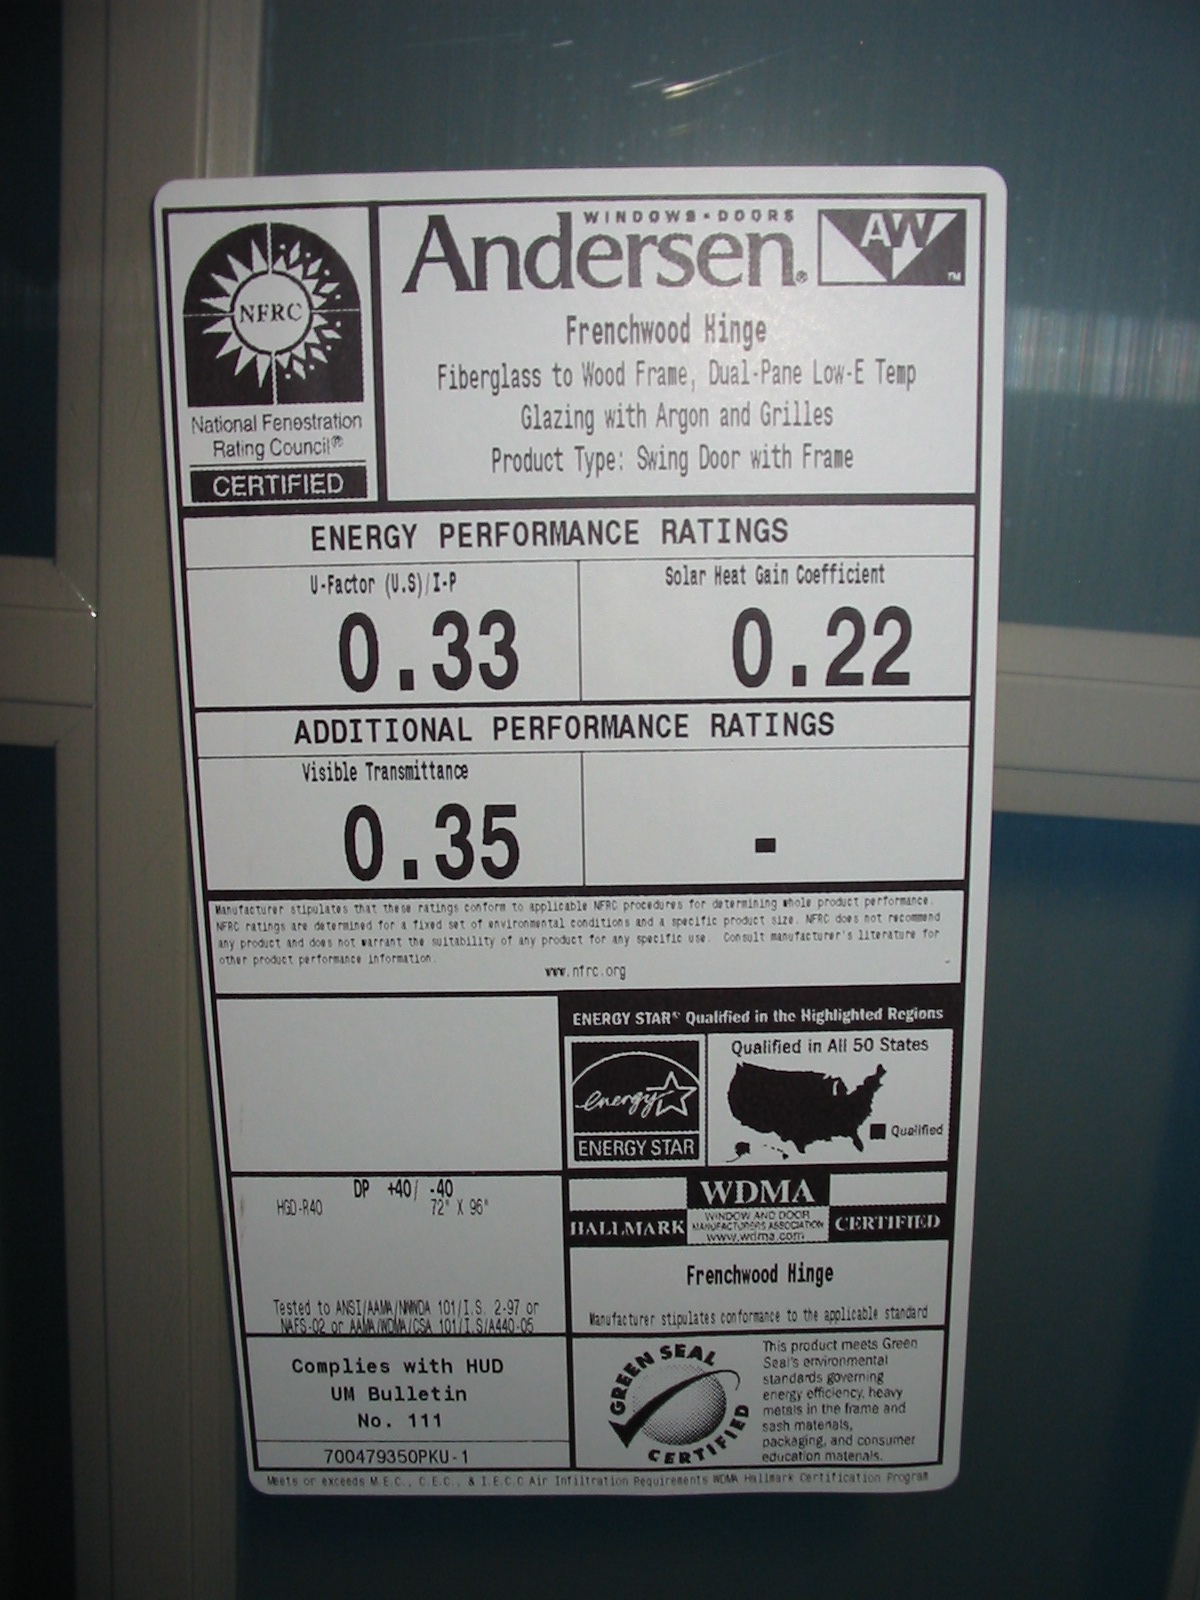 NFRC
National Fenestration
Rating Council®
CERTIFIED
WINDOWS • DOORS
Andersen®
AW™
Frenchwood Hinge
Fiberglass to Wood Frame, Dual-Pane Low-E Temp
Glazing with Argon and Grilles
Product Type: Swing Door with Frame
ENERGY PERFORMANCE RATINGS
U-Factor (U.S)/I-P
0.33
Solar Heat Gain Coefficient
0.22
ADDITIONAL PERFORMANCE RATINGS
Visible Transmittance
0.35
-
Manufacturer stipulates that these ratings conform to applicable NFRC procedures for determining whole product performance.
NFRC ratings are determined for a fixed set of environmental conditions and a specific product size. NFRC does not recommend
any product and does not warrant the suitability of any product for any specific use. Consult manufacturer's literature for
other product performance information.
www.nfrc.org
ENERGY STAR® Qualified in the Highlighted Regions
energy
ENERGY STAR
Qualified in All 50 States
Qualified
DP +40/ -40
HGD-R40 72" X 96"
Tested to ANSI/AAMA/NWWDA 101/I.S. 2-97 or
NAFS-02 or AAMA/WDMA/CSA 101/I.S/A440-05
WDMA
HALLMARK
WINDOW AND DOOR
MANUFACTURERS ASSOCIATION
www.wdma.com
CERTIFIED
Frenchwood Hinge
Manufacturer stipulates conformance to the applicable standard
Complies with HUD
UM Bulletin
No. 111
700479350PKU-1
GREEN SEAL
CERTIFIED
This product meets Green
Seal's environmental
standards governing
energy efficiency, heavy
metals in the frame and
sash materials,
packaging, and consumer
education materials.
Meets or exceeds M.E.C., C.E.C., & I.E.C.C Air Infiltration Requirements WDMA Hallmark Certification Program